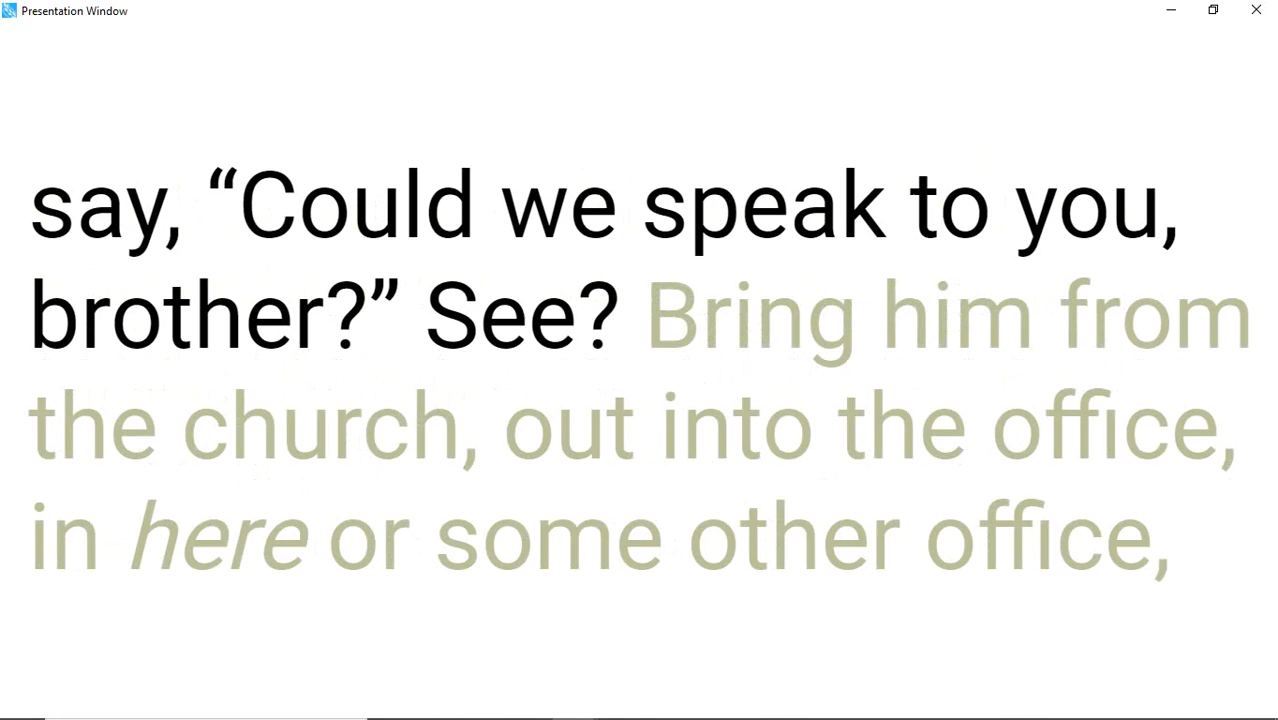 Presentation Window
say, “Could we speak to you,
brother?” See? Bring him from
the church, out into the office,
in here or some other office,